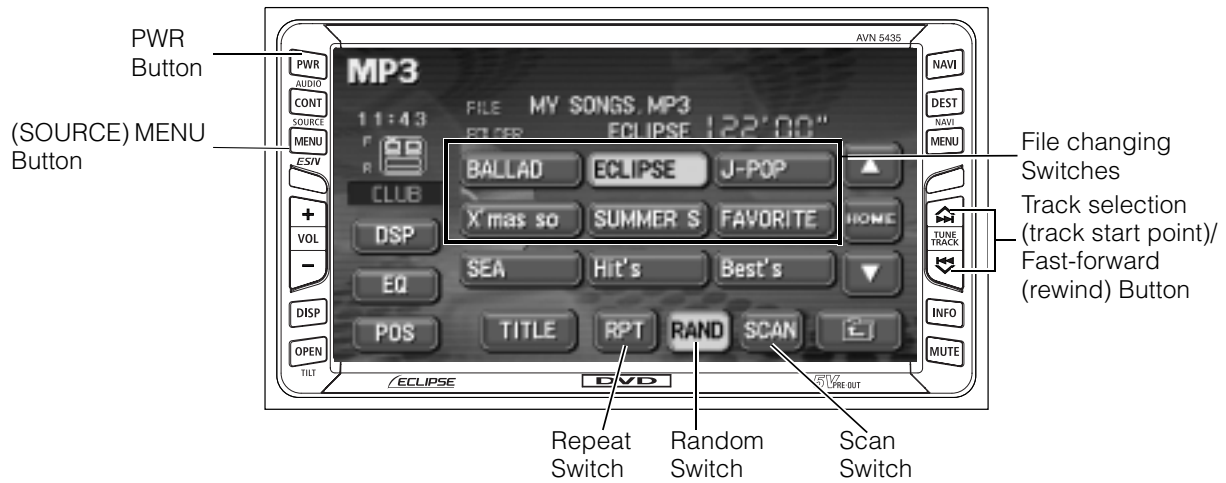 PWR
Button
(SOURCE) MENU
Button
AVN 5435
PWR
AUDIO
CONT
SOURCE
MENU
ESN
+
VOL
−
DISP
OPEN
TILT
MP3
11:43
F
R
CLUB
DSP
EQ
POS
FILE MY SONGS.MP3
FOLDER ECLIPSE 122'00"
BALLAD ECLIPSE J-POP
X'mas so SUMMER S FAVORITE HOME
SEA Hit's Best's
TITLE RPT RAND SCAN
ECLIPSE
DVD
5V PRE-OUT
NAVI
DEST
NAVI
MENU
TUNE
TRACK
INFO
MUTE
File changing
Switches
Track selection
(track start point)/
Fast-forward
(rewind) Button
Repeat
Switch
Random
Switch
Scan
Switch